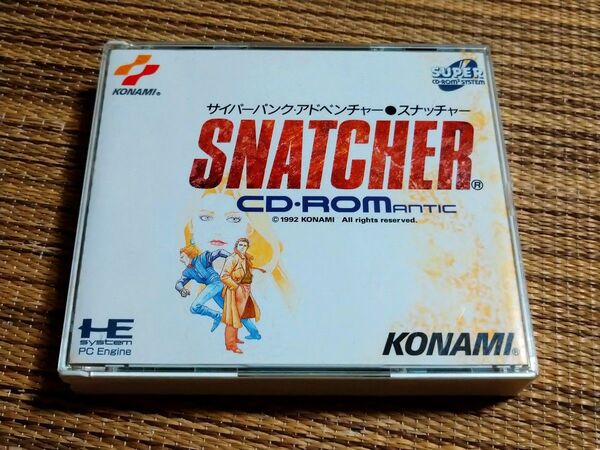 KONAMI®
SUPER
CD-ROM² SYSTEM
サイバーパンク・アドベンチャー●スナッチャー
SNATCHER®
CD・ROMANTIC
© 1992 KONAMI All rights reserved.
HE
system
PC Engine
KONAMI®